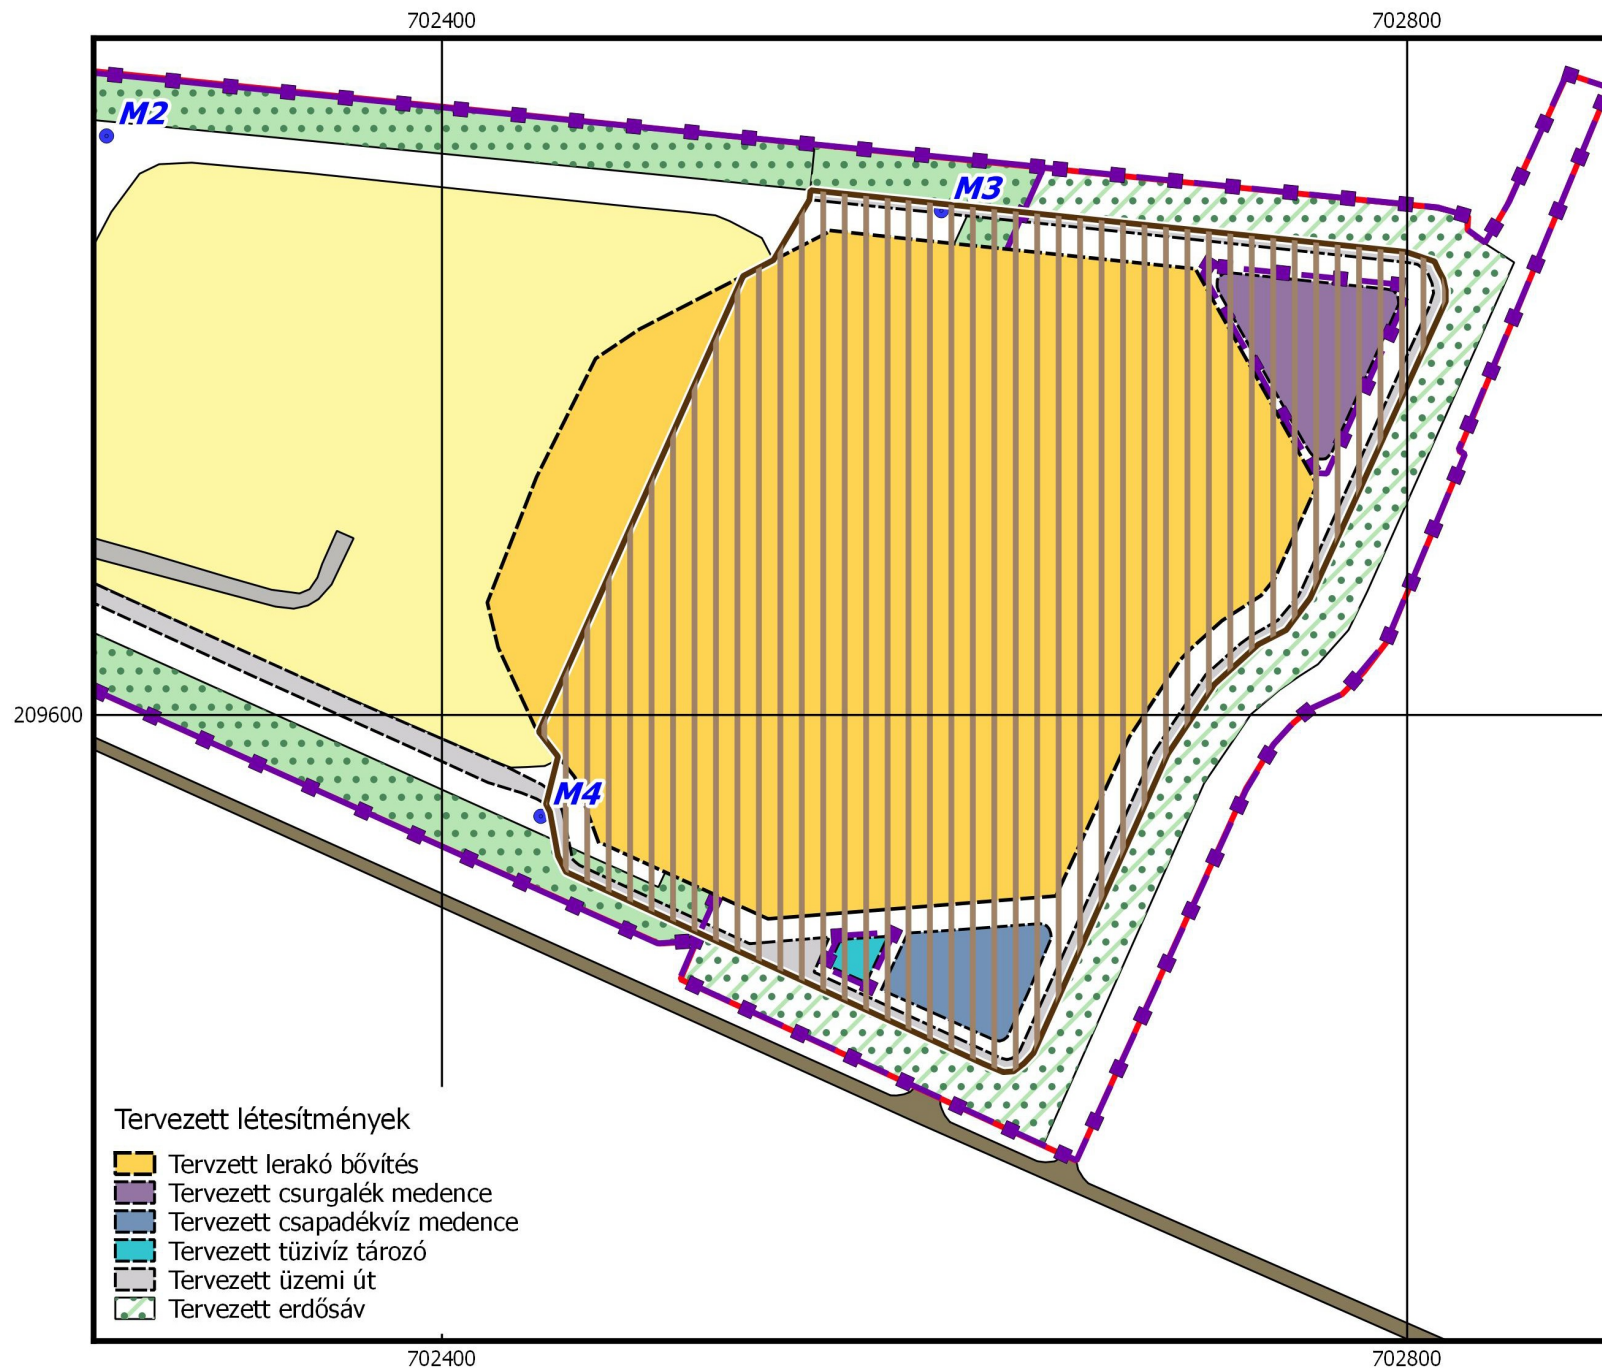 702400 702800
M2
M3
209600
M4
Tervezett létesítmények
Tervzett lerakó bővítés
Tervezett csurgalék medence
Tervezett csapadékvíz medence
Tervezett tüzivíz tározó
Tervezett üzemi út
Tervezett erdősáv
702400 702800